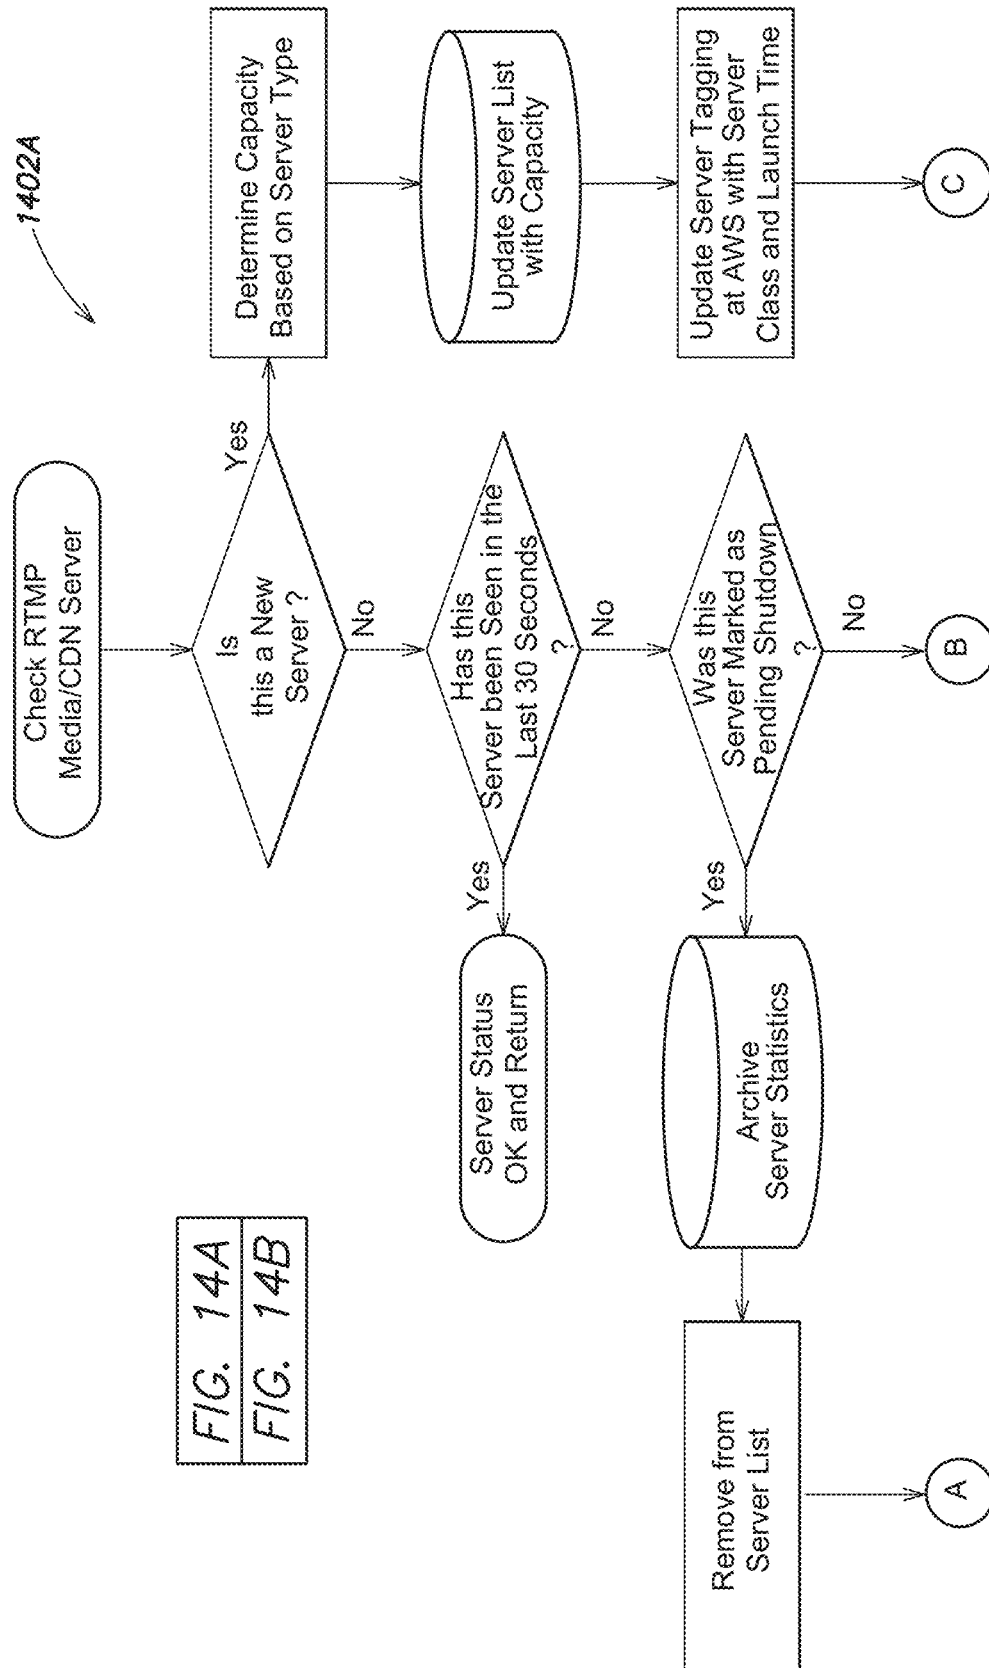 1402A
Check RTMP
Media/CDN Server
Is
this a New
Server ?
Yes
No
Determine Capacity
Based on Server Type
Update Server List
with Capacity
Update Server Tagging
at AWS with Server
Class and Launch Time
C
Has this
Server been Seen in the
Last 30 Seconds
?
Yes
No
Server Status
OK and Return
Was this
Server Marked as
Pending Shutdown
?
Yes
No
B
Archive
Server Statistics
Remove from
Server List
A
FIG. 14A
FIG. 14B